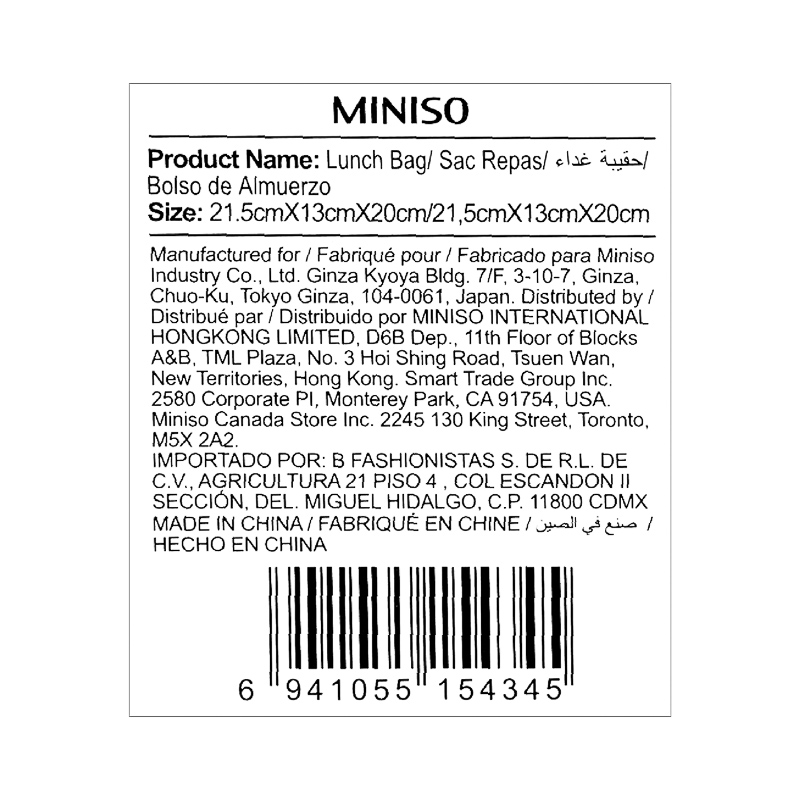 MINISO
Product Name: Lunch Bag/ Sac Repas/ حقيبة غداء/
Bolso de Almuerzo
Size: 21.5cmX13cmX20cm/21,5cmX13cmX20cm
Manufactured for / Fabriqué pour / Fabricado para Miniso
Industry Co., Ltd. Ginza Kyoya Bldg. 7/F, 3-10-7, Ginza,
Chuo-Ku, Tokyo Ginza, 104-0061, Japan. Distributed by /
Distribué par / Distribuido por MINISO INTERNATIONAL
HONGKONG LIMITED, D6B Dep., 11th Floor of Blocks
A&B, TML Plaza, No. 3 Hoi Shing Road, Tsuen Wan,
New Territories, Hong Kong. Smart Trade Group Inc.
2580 Corporate Pl, Monterey Park, CA 91754, USA.
Miniso Canada Store Inc. 2245 130 King Street, Toronto,
M5X 2A2.
IMPORTADO POR: B FASHIONISTAS S. DE R.L. DE
C.V., AGRICULTURA 21 PISO 4 , COL ESCANDON II
SECCIÓN, DEL. MIGUEL HIDALGO, C.P. 11800 CDMX
MADE IN CHINA / FABRIQUÉ EN CHINE / صنع في الصين /
HECHO EN CHINA
6 941055 154345